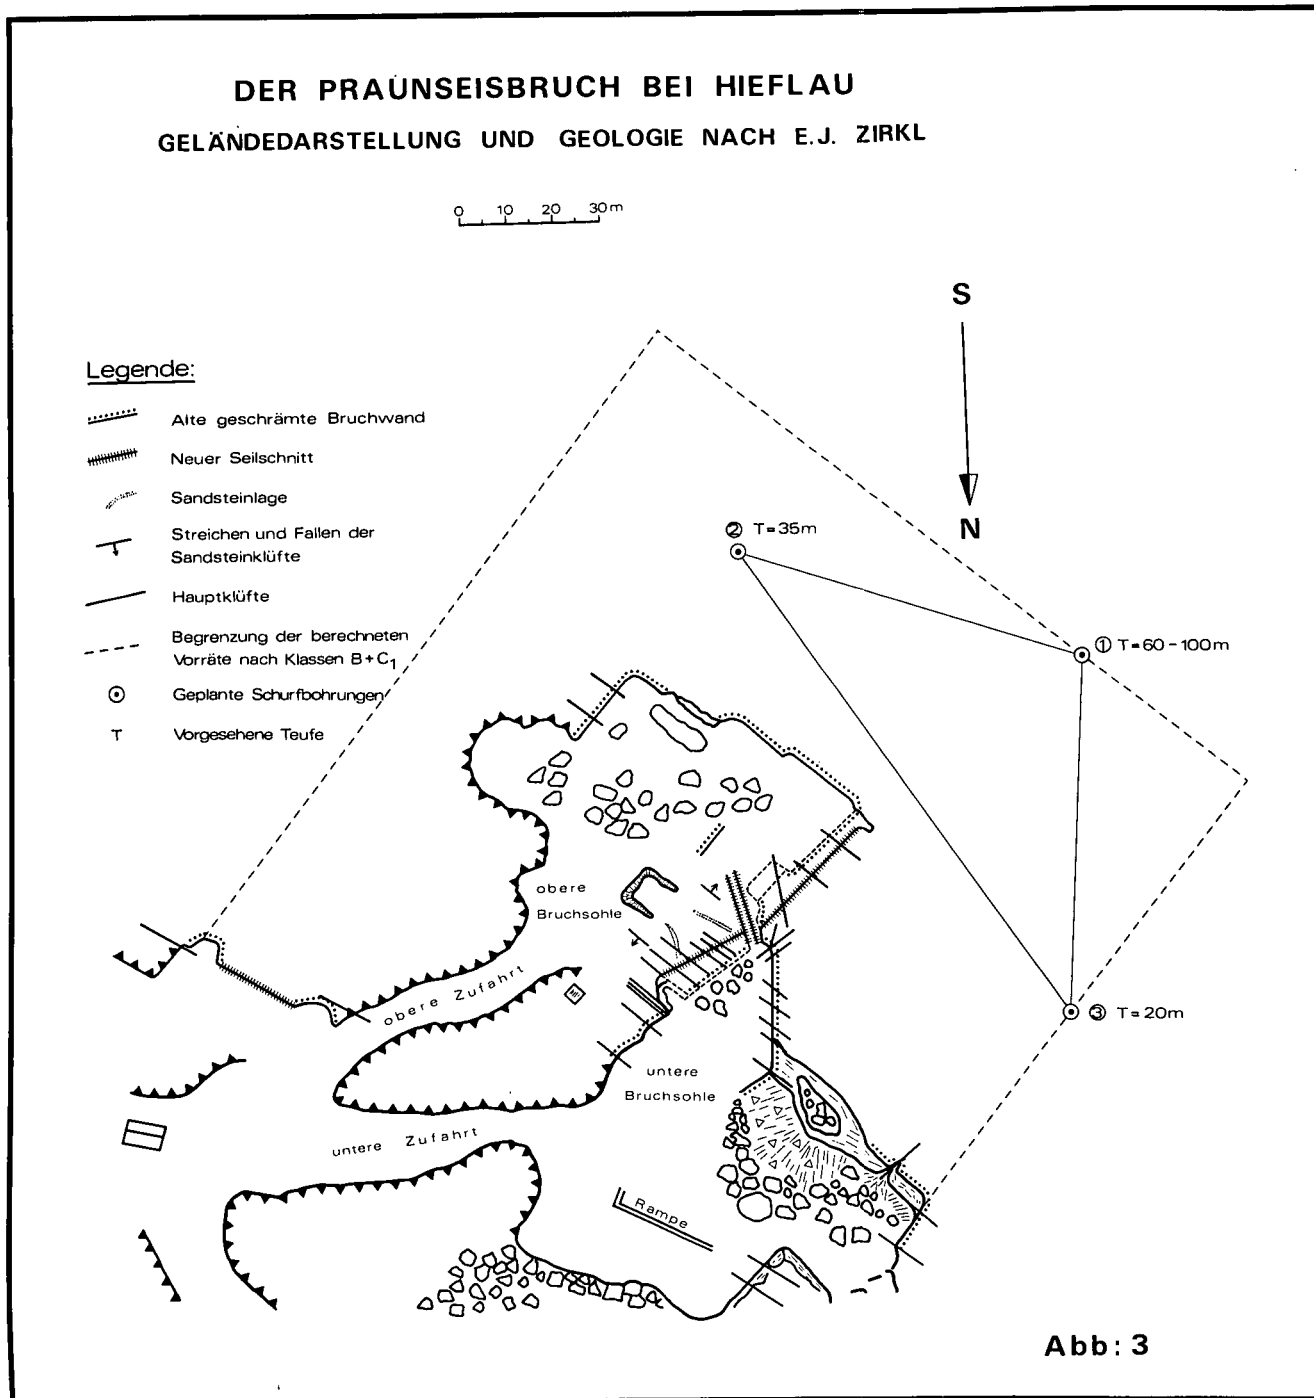 DER PRAUNSEISBRUCH BEI HIEFLAU
GELÄNDEDARSTELLUNG UND GEOLOGIE NACH E.J. ZIRKL
0 10 20 30m
S
N
Legende:
Alte geschrämte Bruchwand
Neuer Seilschnitt
Sandsteinlage
Streichen und Fallen der
Sandsteinklüfte
Hauptklüfte
Begrenzung der berechneten
Vorräte nach Klassen B+C₁
Geplante Schurfbohrungen
T Vorgesehene Teufe
② T=35m
① T=60-100m
③ T=20m
obere
Bruchsohle
obere Zufahrt
untere
Bruchsohle
untere Zufahrt
Rampe
Abb: 3